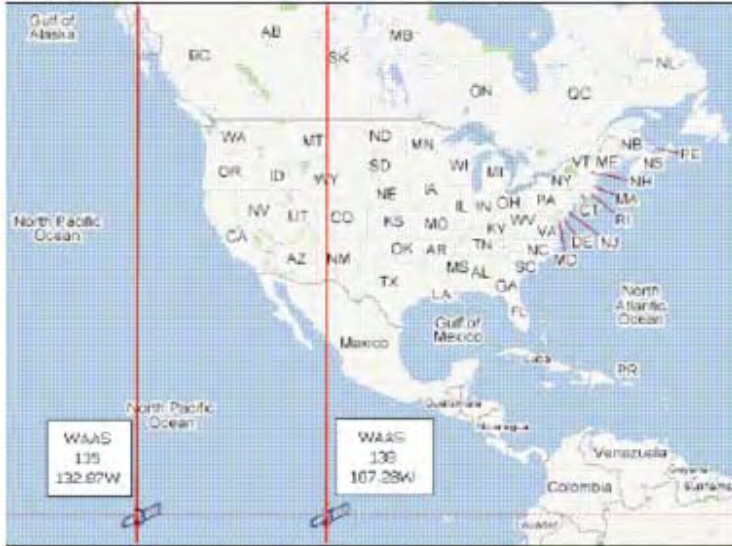 Gulf of
Alaska
AB
MB
BC
SK
NL
ON
QC
WA
MT
ND
MN
NB
PE
OR
ID
WY
SD
WI
MI
VT
ME
NS
NY
NH
NE
IA
MA
NV
UT
CO
IL
IN
OH
PA
CT
RI
North Pacific
Ocean
CA
KS
MO
KY
WV
VA
DE
NJ
AZ
NM
OK
AR
TN
NC
MD
TX
MS
AL
SC
GA
LA
FL
North
Atlantic
Ocean
Gulf of
Mexico
Mexico
Cuba
PR
Guatemala
Nicaragua
North Pacific
Ocean
WAAS
135
132.97W
WAAS
138
107.28W
Venezuela
Guyana
Colombia